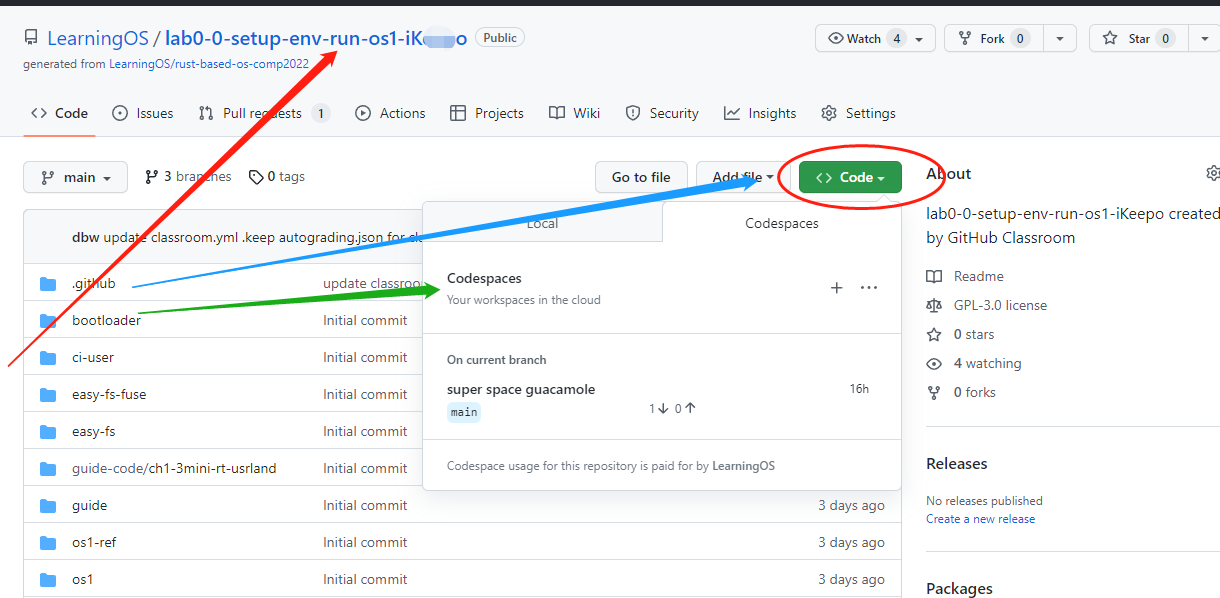 LearningOS / lab0-0-setup-env-run-os1-iK po Public
Watch 4 Fork 0 Star 0
generated from LearningOS/rust-based-os-comp2022
Code Issues Pull requests 1 Actions Projects Wiki Security Insights Settings
main 3 branches 0 tags Go to file Add file Code
About
lab0-0-setup-env-run-os1-iKeepo created
by GitHub Classroom
Readme
GPL-3.0 license
0 stars
4 watching
0 forks
Releases
No releases published
Create a new release
Packages
dbw update classroom.yml .keep autograding.json for
.github update classroo
bootloader Initial commit
ci-user Initial commit
easy-fs-fuse Initial commit
easy-fs Initial commit
guide-code/ch1-3mini-rt-usrland Initial commit
guide Initial commit 3 days ago
os1-ref Initial commit 3 days ago
os1 Initial commit 3 days ago
Local Codespaces
Codespaces
Your workspaces in the cloud
On current branch
super space guacamole 16h
main 1 0
Codespace usage for this repository is paid for by LearningOS